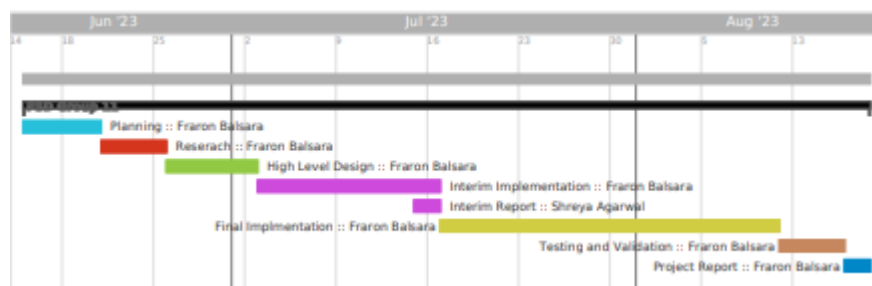 Jun '23 Jul '23 Aug '23
14 18 25 2 9 16 23 30 6 13
Planning :: Fraron Balsara
Reserach :: Fraron Balsara
High Level Design :: Fraron Balsara
Interim Implementation :: Fraron Balsara
Interim Report :: Shreya Agarwal
Final Implmentation :: Fraron Balsara
Testing and Validation :: Fraron Balsara
Project Report :: Fraron Balsara